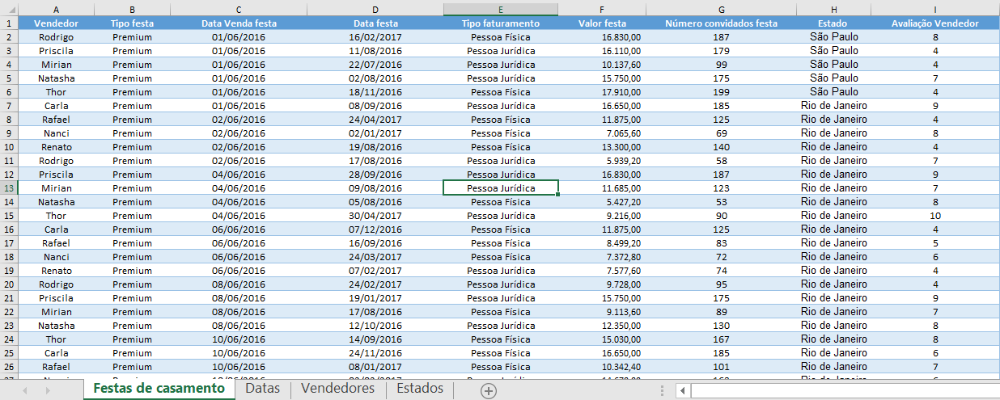 A B C D E F G H I
1 Vendedor Tipo festa Data Venda festa Data festa Tipo faturamento Valor festa Número convidados festa Estado Avaliação Vendedor
2 Rodrigo Premium 01/06/2016 16/02/2017 Pessoa Física 16.830,00 187 São Paulo 8
3 Priscila Premium 01/06/2016 11/08/2016 Pessoa Jurídica 16.110,00 179 São Paulo 4
4 Mirian Premium 01/06/2016 22/07/2016 Pessoa Jurídica 10.137,60 99 São Paulo 4
5 Natasha Premium 01/06/2016 02/08/2016 Pessoa Jurídica 15.750,00 175 São Paulo 7
6 Thor Premium 01/06/2016 18/11/2016 Pessoa Física 17.910,00 199 São Paulo 4
7 Carla Premium 01/06/2016 08/09/2016 Pessoa Jurídica 16.650,00 185 Rio de Janeiro 9
8 Rafael Premium 02/06/2016 24/04/2017 Pessoa Física 11.875,00 125 Rio de Janeiro 4
9 Nanci Premium 02/06/2016 02/01/2017 Pessoa Física 7.065,60 69 Rio de Janeiro 8
10 Renato Premium 02/06/2016 19/08/2016 Pessoa Física 13.300,00 140 Rio de Janeiro 4
11 Rodrigo Premium 02/06/2016 17/08/2016 Pessoa Física 5.939,20 58 Rio de Janeiro 7
12 Priscila Premium 04/06/2016 28/09/2016 Pessoa Jurídica 16.830,00 187 Rio de Janeiro 9
13 Mirian Premium 04/06/2016 09/08/2016 Pessoa Jurídica 11.685,00 123 Rio de Janeiro 7
14 Natasha Premium 04/06/2016 05/08/2016 Pessoa Física 5.427,20 53 Rio de Janeiro 8
15 Thor Premium 04/06/2016 30/04/2017 Pessoa Jurídica 9.216,00 90 Rio de Janeiro 10
16 Carla Premium 06/06/2016 07/12/2016 Pessoa Física 11.875,00 125 Rio de Janeiro 4
17 Rafael Premium 06/06/2016 16/09/2016 Pessoa Física 8.499,20 83 Rio de Janeiro 5
18 Nanci Premium 06/06/2016 24/03/2017 Pessoa Física 7.372,80 72 Rio de Janeiro 6
19 Renato Premium 06/06/2016 07/02/2017 Pessoa Jurídica 7.577,60 74 Rio de Janeiro 4
20 Rodrigo Premium 08/06/2016 24/02/2017 Pessoa Jurídica 9.728,00 95 Rio de Janeiro 4
21 Priscila Premium 08/06/2016 19/01/2017 Pessoa Jurídica 15.750,00 175 Rio de Janeiro 9
22 Mirian Premium 08/06/2016 17/08/2016 Pessoa Física 9.113,60 89 Rio de Janeiro 7
23 Natasha Premium 08/06/2016 12/10/2016 Pessoa Jurídica 12.350,00 130 Rio de Janeiro 8
24 Thor Premium 10/06/2016 14/09/2016 Pessoa Física 15.030,00 167 Rio de Janeiro 8
25 Carla Premium 10/06/2016 24/11/2016 Pessoa Física 16.650,00 185 Rio de Janeiro 6
26 Rafael Premium 10/06/2016 08/01/2017 Pessoa Física 10.342,40 101 Rio de Janeiro 7
Festas de casamento Datas Vendedores Estados